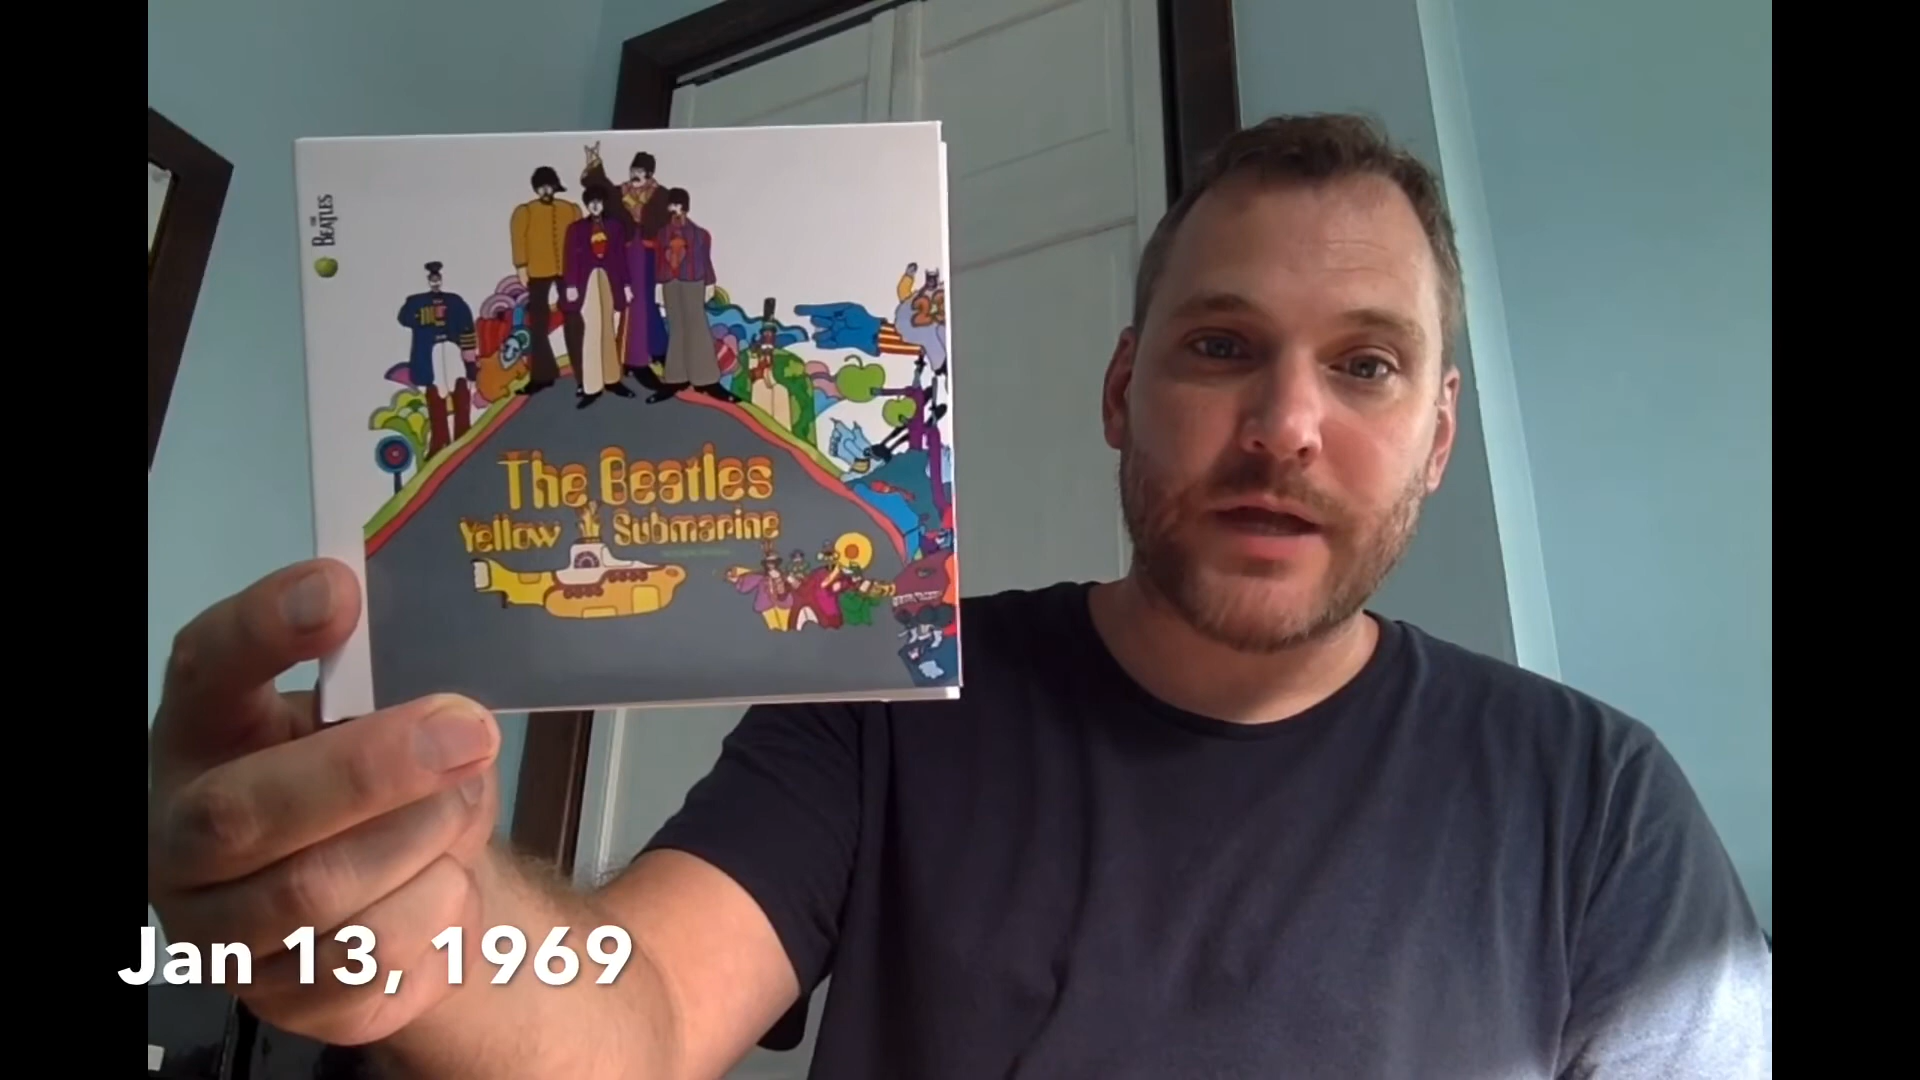 THE
BEATLES
The Beatles
Yellow Submarine
Jan 13, 1969